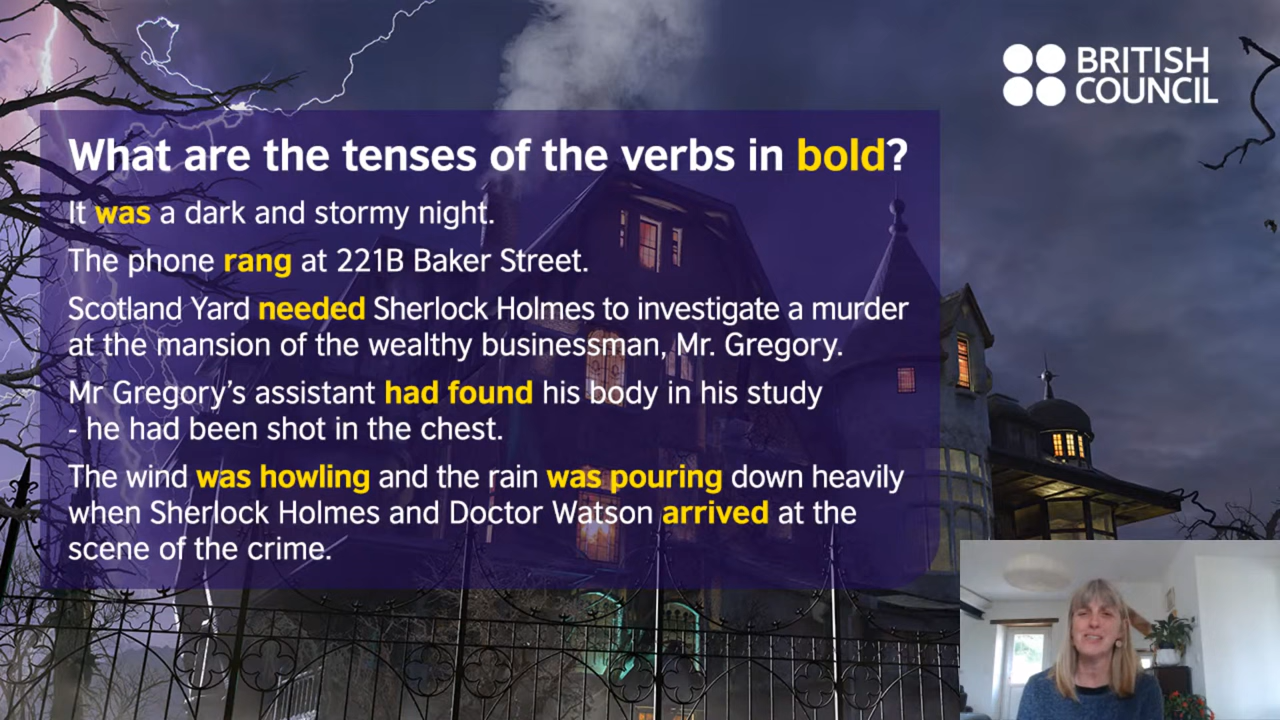 BRITISH
COUNCIL
What are the tenses of the verbs in bold?
It was a dark and stormy night.
The phone rang at 221B Baker Street.
Scotland Yard needed Sherlock Holmes to investigate a murder
at the mansion of the wealthy businessman, Mr. Gregory.
Mr Gregory’s assistant had found his body in his study
- he had been shot in the chest.
The wind was howling and the rain was pouring down heavily
when Sherlock Holmes and Doctor Watson arrived at the
scene of the crime.